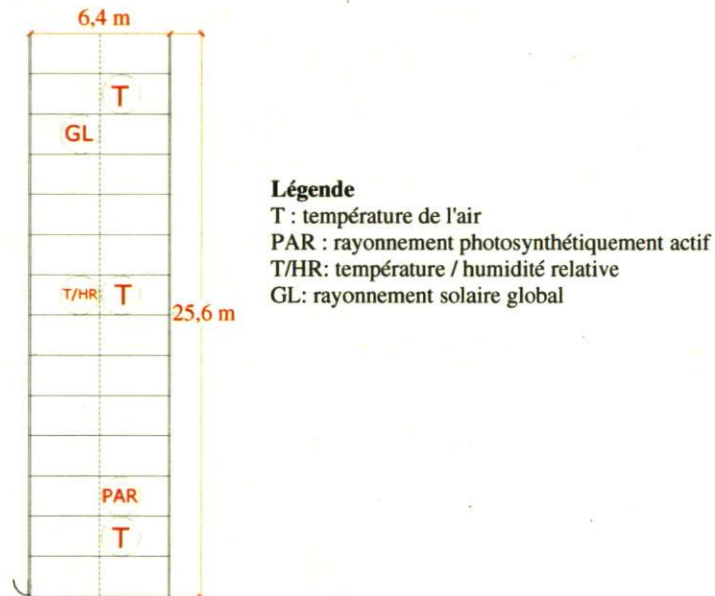 6,4 m
T
GL
T/HR T
25,6 m
PAR
T
Légende
T : température de l'air
PAR : rayonnement photosynthétiquement actif
T/HR: température / humidité relative
GL: rayonnement solaire global